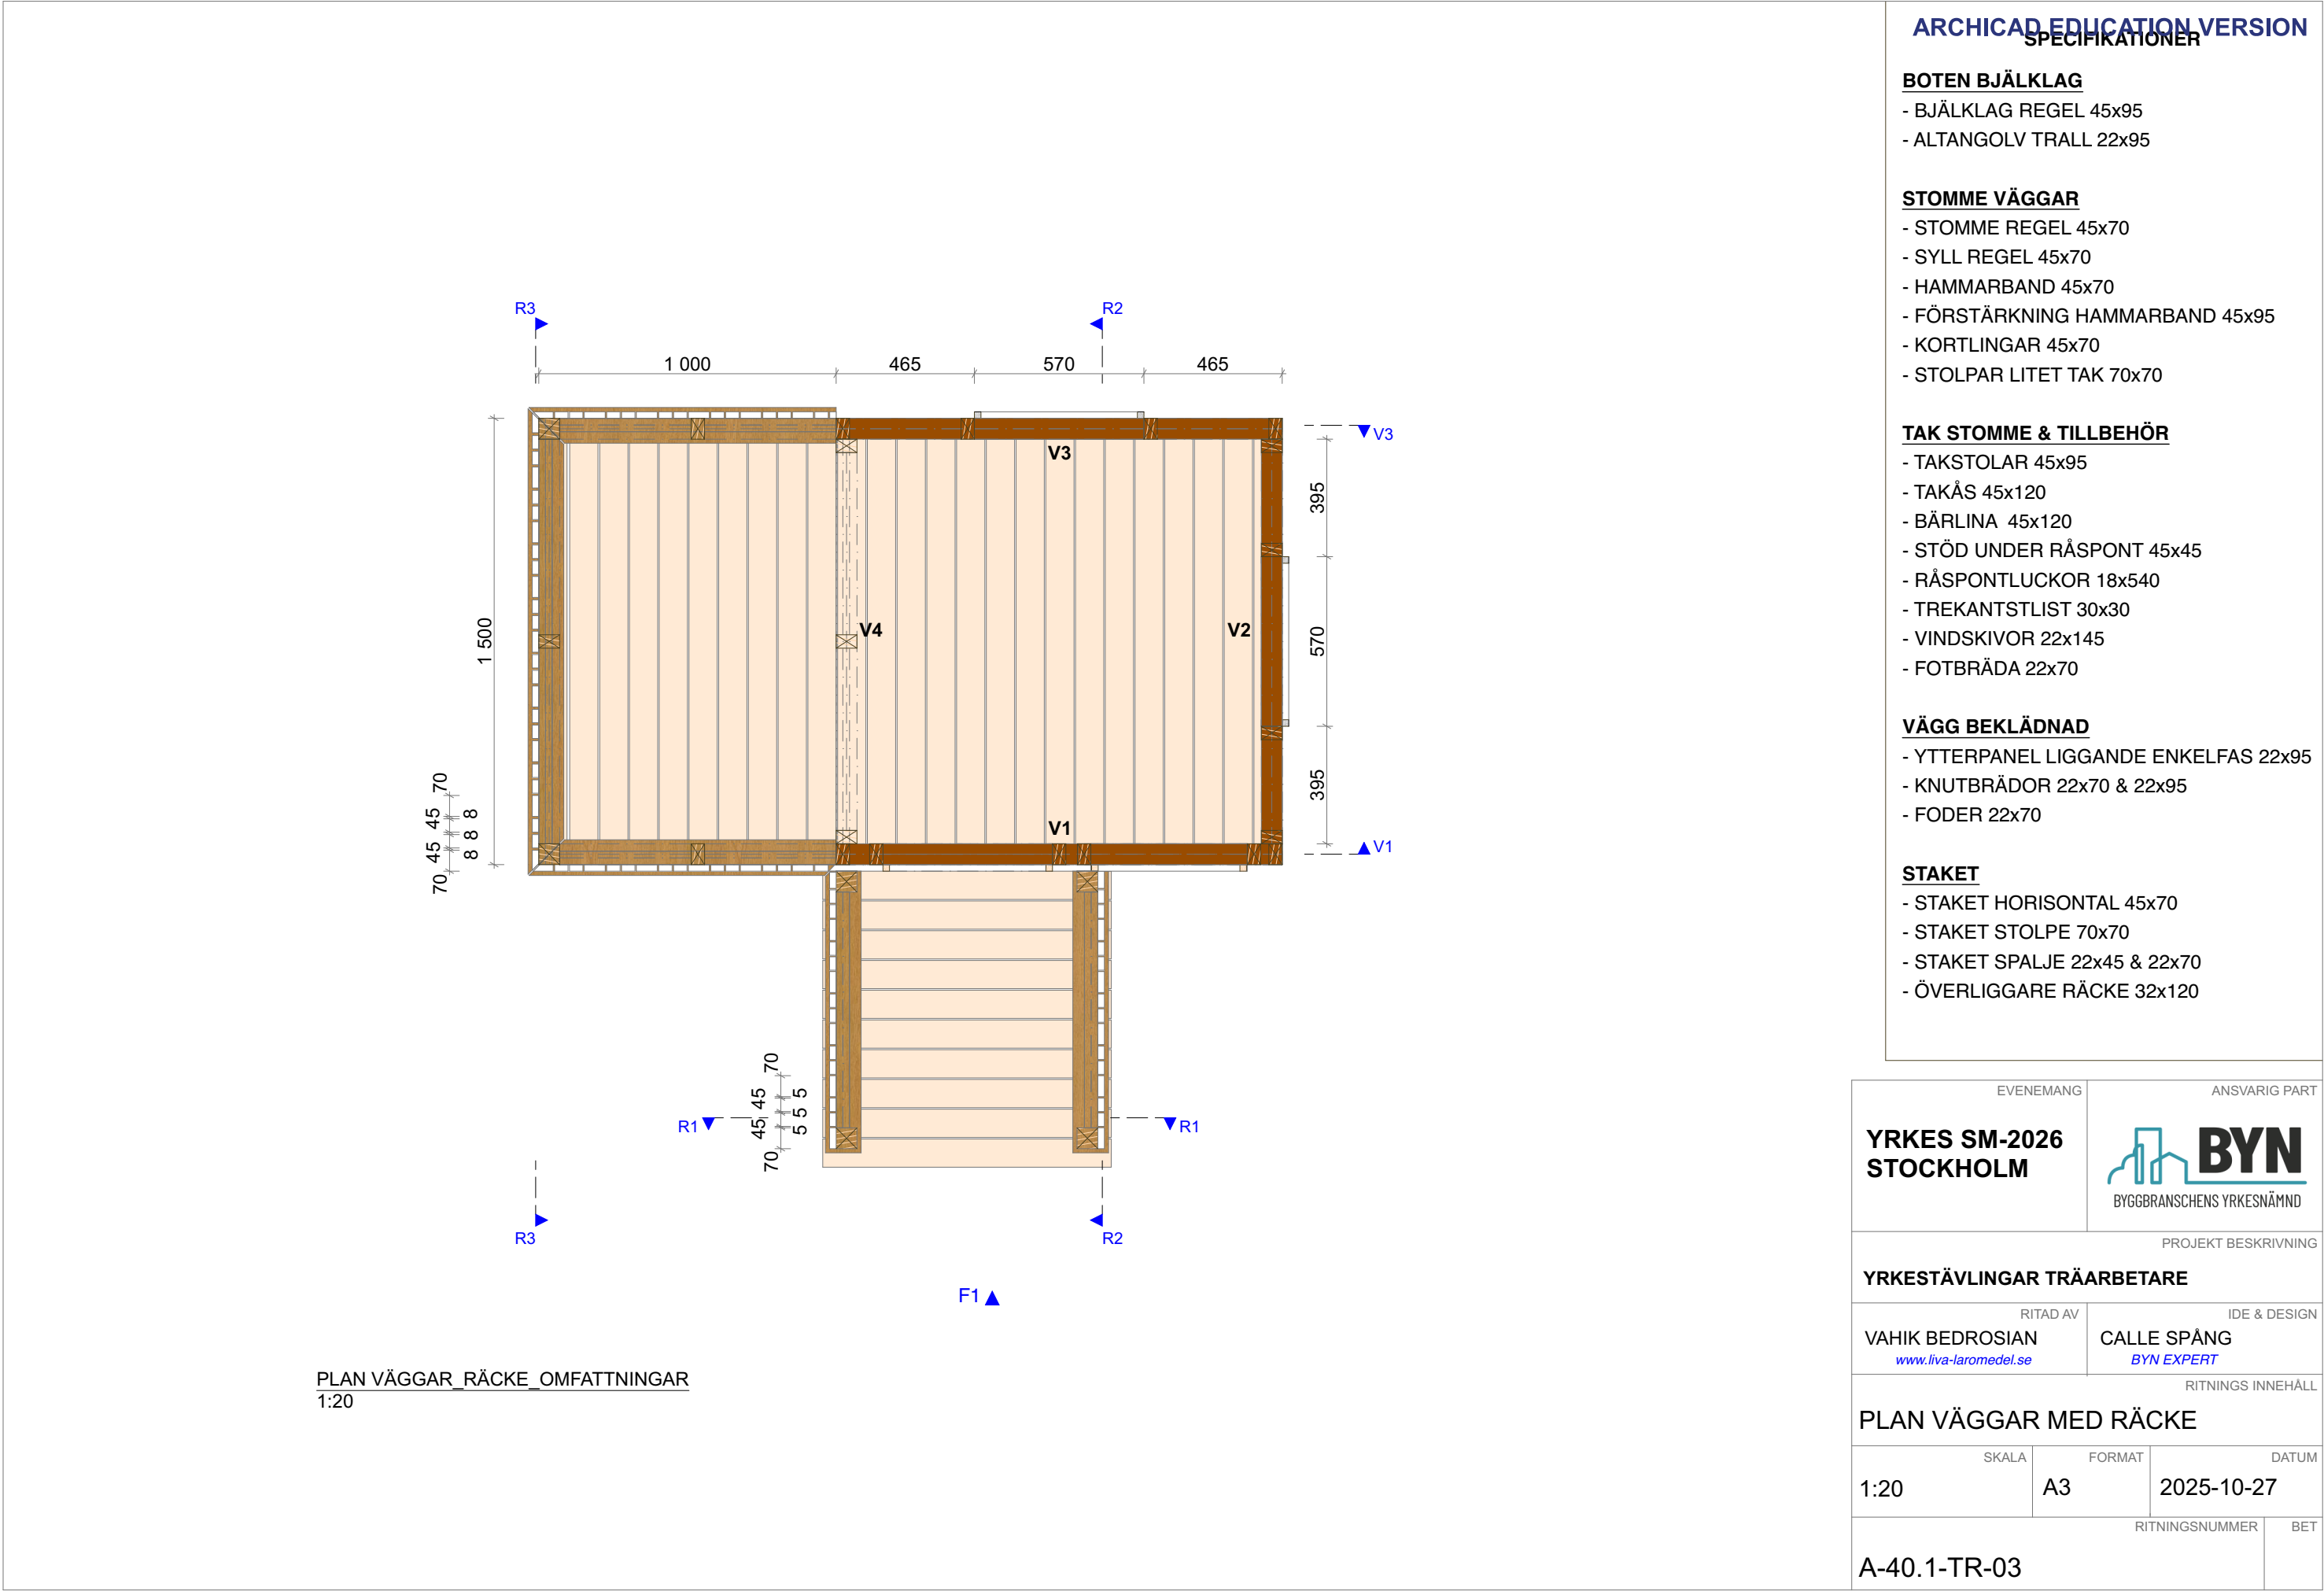 ARCHICAD EDUCATION VERSION
SPECIFIKATIONER
BOTEN BJÄLKLAG
- BJÄLKLAG REGEL 45x95
- ALTANGOLV TRALL 22x95
STOMME VÄGGAR
- STOMME REGEL 45x70
- SYLL REGEL 45x70
- HAMMARBAND 45x70
- FÖRSTÄRKNING HAMMARBAND 45x95
- KORTLINGAR 45x70
- STOLPAR LITET TAK 70x70
TAK STOMME & TILLBEHÖR
- TAKSTOLAR 45x95
- TAKÅS 45x120
- BÄRLINA 45x120
- STÖD UNDER RÅSPONT 45x45
- RÅSPONTLUCKOR 18x540
- TREKANTSTLIST 30x30
- VINDSKIVOR 22x145
- FOTBRÄDA 22x70
VÄGG BEKLÄDNAD
- YTTERPANEL LIGGANDE ENKELFAS 22x95
- KNUTBRÄDOR 22x70 & 22x95
- FODER 22x70
STAKET
- STAKET HORISONTAL 45x70
- STAKET STOLPE 70x70
- STAKET SPALJE 22x45 & 22x70
- ÖVERLIGGARE RÄCKE 32x120
R3
R2
1 000
465
570
465
V3
V3
395
1 500
V4
V2
570
395
70
45
8
8
45
8
70
V1
V1
70
45
5
5
45
5
70
R1
R1
R3
R2
F1
PLAN VÄGGAR_RÄCKE_OMFATTNINGAR
1:20
EVENEMANG
YRKES SM-2026
STOCKHOLM
ANSVARIG PART
BYN
BYGGBRANSCHENS YRKESNÄMND
PROJEKT BESKRIVNING
YRKESTÄVLINGAR TRÄARBETARE
RITAD AV
VAHIK BEDROSIAN
www.liva-laromedel.se
IDE & DESIGN
CALLE SPÅNG
BYN EXPERT
RITNINGS INNEHÅLL
PLAN VÄGGAR MED RÄCKE
SKALA
1:20
FORMAT
A3
DATUM
2025-10-27
RITNINGSNUMMER
A-40.1-TR-03
BET